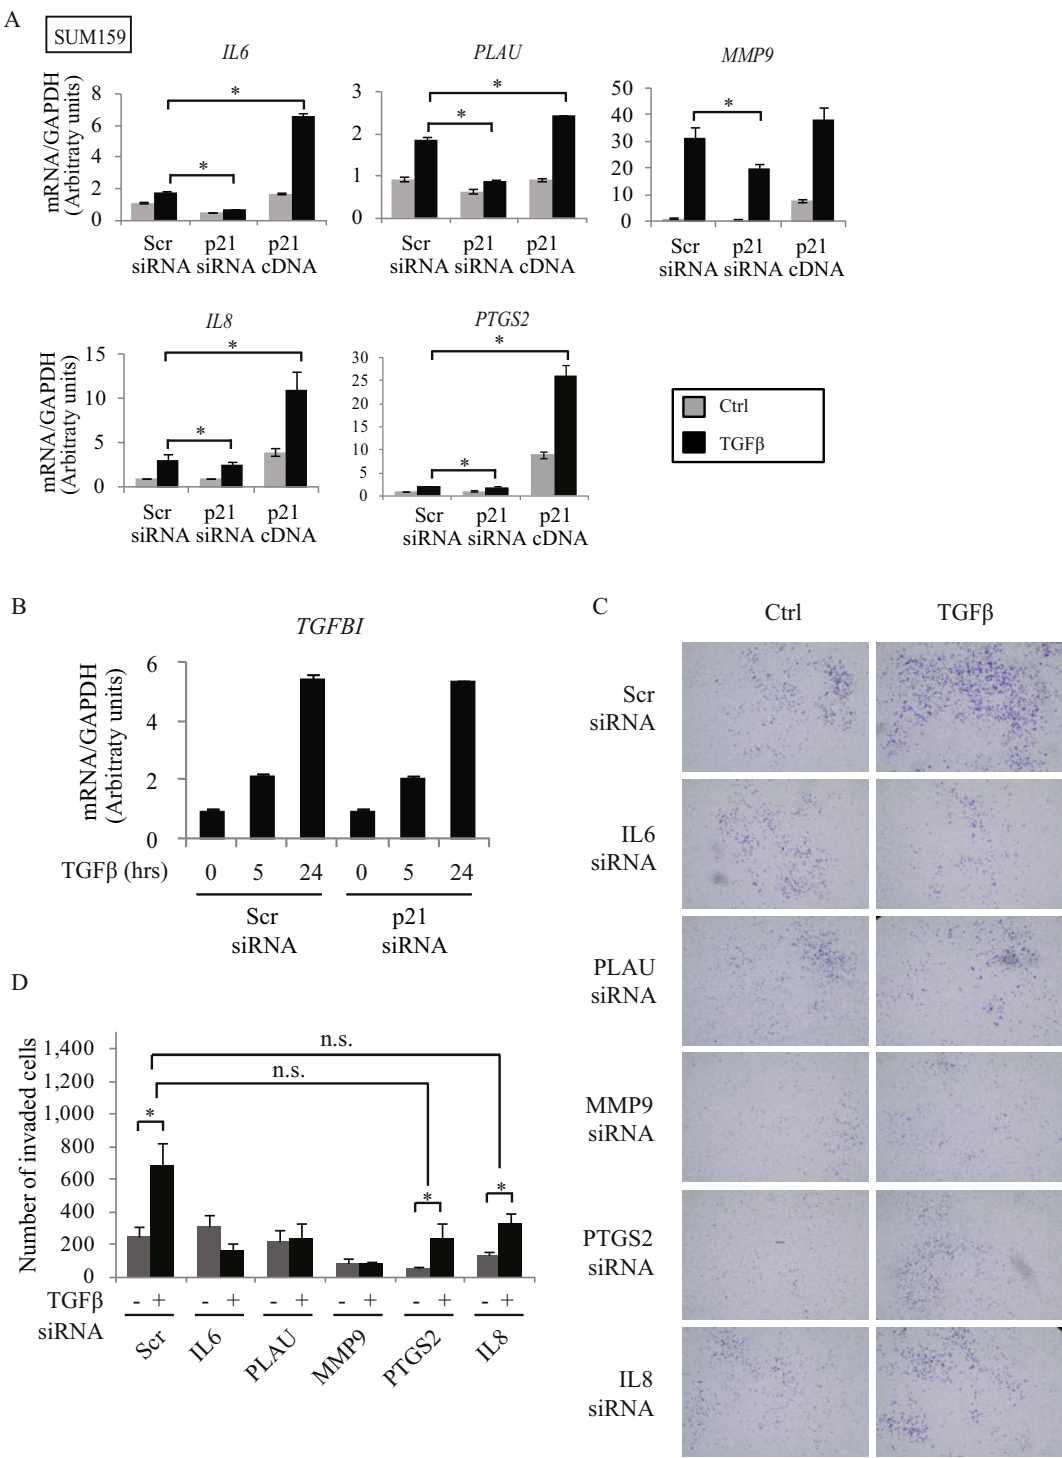 A
SUM159
IL6
PLAU
MMP9
mRNA/GAPDH
(Arbitraty units)
8
6
4
2
0
*
*
Scr
siRNA
p21
siRNA
p21
cDNA
3
2
1
0
*
*
Scr
siRNA
p21
siRNA
p21
cDNA
50
40
30
20
10
0
*
Scr
siRNA
p21
siRNA
p21
cDNA
IL8
PTGS2
mRNA/GAPDH
(Arbitraty units)
15
10
5
0
*
*
Scr
siRNA
p21
siRNA
p21
cDNA
30
25
20
15
10
5
0
*
*
Scr
siRNA
p21
siRNA
p21
cDNA
Ctrl
TGFβ
B
TGFBI
mRNA/GAPDH
(Arbitraty units)
6
4
2
0
TGFβ (hrs) 0 5 24 0 5 24
Scr
siRNA
p21
siRNA
C
Ctrl TGFβ
Scr
siRNA
IL6
siRNA
PLAU
siRNA
MMP9
siRNA
PTGS2
siRNA
IL8
siRNA
D
Number of invaded cells
1,400
1,200
1,000
800
600
400
200
0
n.s.
n.s.
*
*
*
TGFβ - + - + - + - + - + - +
siRNA
Scr
IL6
PLAU
MMP9
PTGS2
IL8